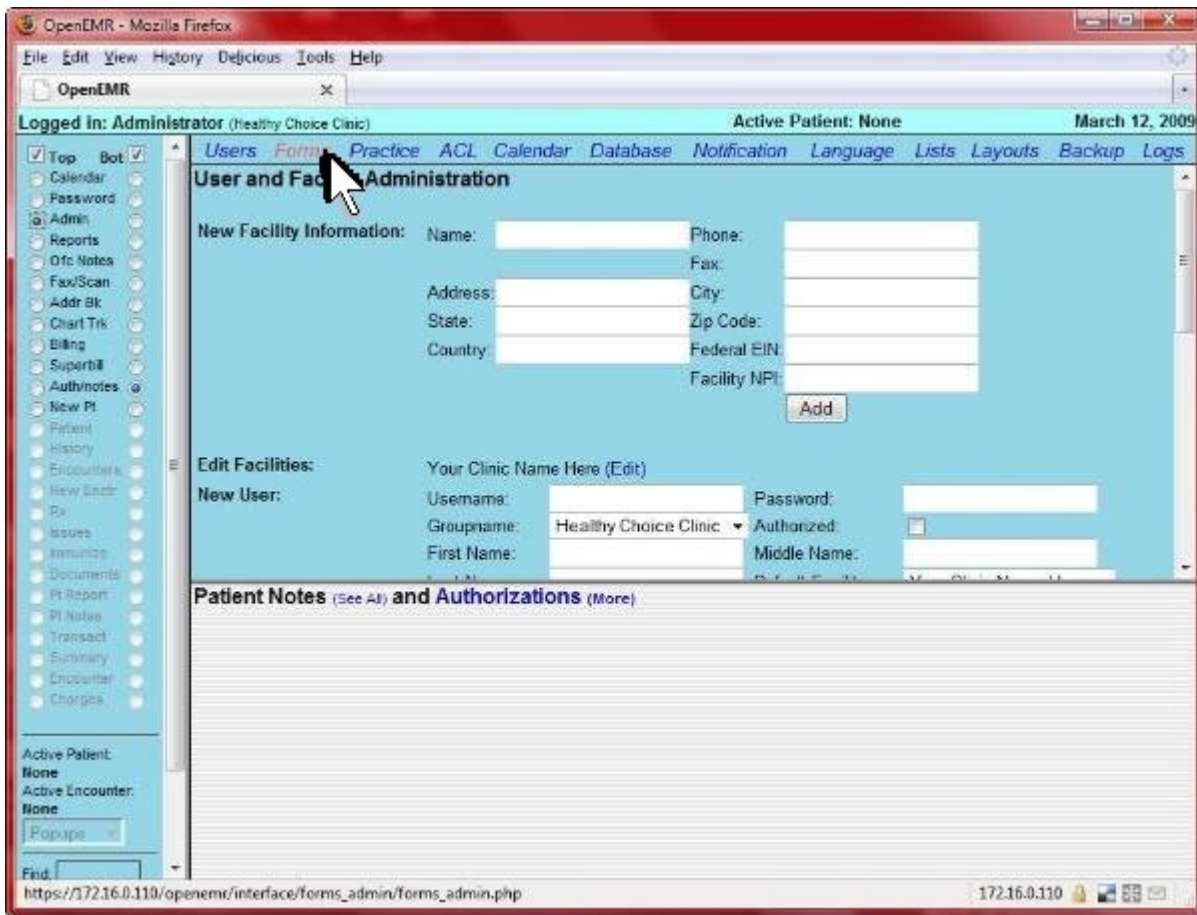 OpenEMR - Mozilla Firefox
File Edit View History Delicious Tools Help
OpenEMR
Logged in: Administrator (Healthy Choice Clinic) Active Patient: None March 12, 2009
Top Bot
Calendar
Password
Admin
Reports
Ofc Notes
Fax/Scan
Addr Bk
Chart Trk
Billing
Superbill
Auth/notes
New Pt
Patient
History
Encounters
New Enctr
Rx
Issues
Immunize
Documents
Pt Report
Pt Notes
Transact
Summary
Encounter
Charges
Active Patient:
None
Active Encounter:
None
Popups
Find:
Users Forms Practice ACL Calendar Database Notification Language Lists Layouts Backup Logs
User and Administration
New Facility Information: Name: Phone:
Fax:
Address: City:
State: Zip Code:
Country: Federal EIN:
Facility NPI:
Add
Edit Facilities: Your Clinic Name Here (Edit)
New User: Username: Password:
Groupname: Healthy Choice Clinic Authorized:
First Name: Middle Name:
Patient Notes (See All) and Authorizations (More)
https://172.16.0.110/openemr/interface/forms_admin/forms_admin.php 172.16.0.110